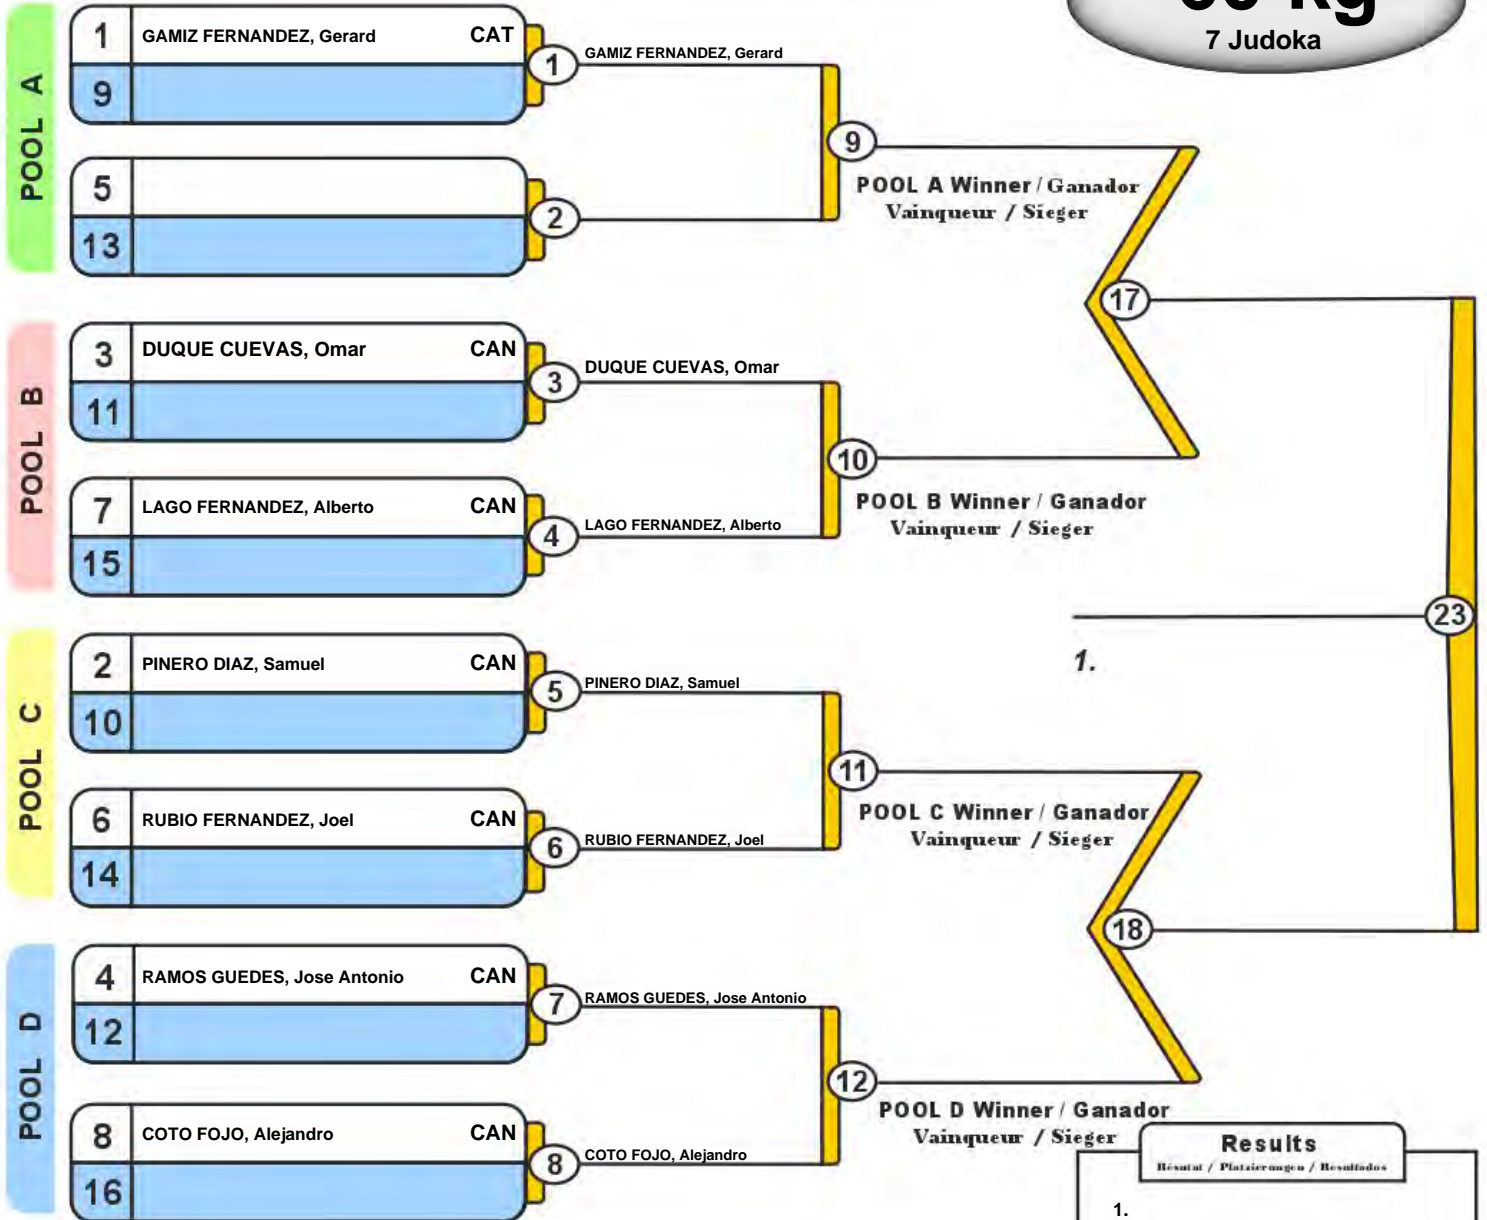 kg
7 Judoka
POOL A
1 GAMIZ FERNANDEZ, Gerard CAT
9
1
GAMIZ FERNANDEZ, Gerard
5
13
2
9
POOL A Winner / Ganador
Vainqueur / Sieger
POOL B
3 DUQUE CUEVAS, Omar CAN
11
3
DUQUE CUEVAS, Omar
7 LAGO FERNANDEZ, Alberto CAN
15
4
LAGO FERNANDEZ, Alberto
10
POOL B Winner / Ganador
Vainqueur / Sieger
17
POOL C
2 PINERO DIAZ, Samuel CAN
10
5
PINERO DIAZ, Samuel
6 RUBIO FERNANDEZ, Joel CAN
14
6
RUBIO FERNANDEZ, Joel
11
POOL C Winner / Ganador
Vainqueur / Sieger
POOL D
4 RAMOS GUEDES, Jose Antonio CAN
12
7
RAMOS GUEDES, Jose Antonio
8 COTO FOJO, Alejandro CAN
16
8
COTO FOJO, Alejandro
12
POOL D Winner / Ganador
Vainqueur / Sieger
18
23
1.
Results
Résutat / Platzierungen / Resultados
1.